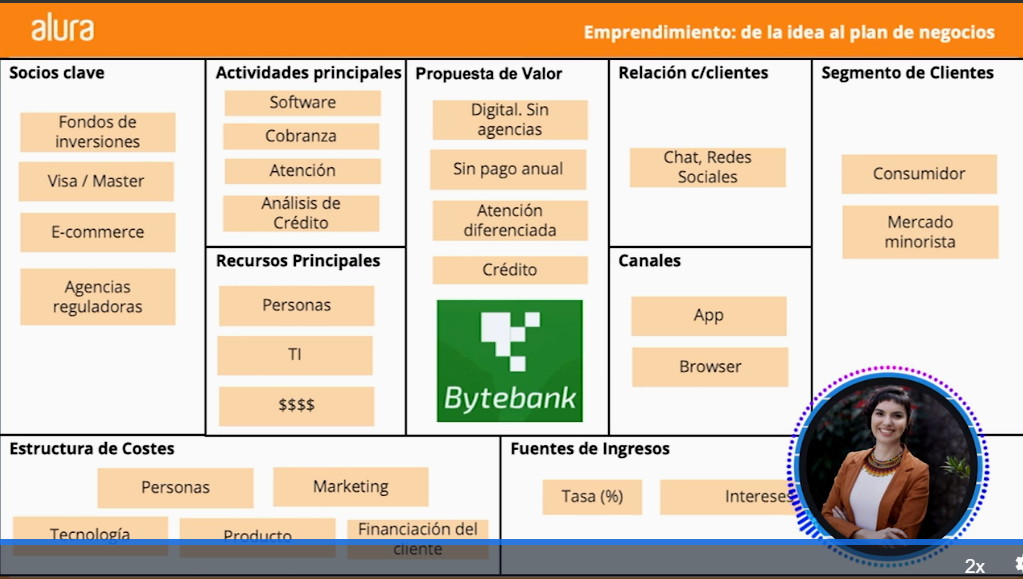 alura
Emprendimiento: de la idea al plan de negocios
Socios clave
Fondos de
inversiones
Visa / Master
E-commerce
Agencias
reguladoras
Actividades principales
Software
Cobranza
Atención
Análisis de
Crédito
Recursos Principales
Personas
TI
$$$$
Propuesta de Valor
Digital. Sin
agencias
Sin pago anual
Atención
diferenciada
Crédito
Bytebank
Relación c/clientes
Chat, Redes
Sociales
Canales
App
Browser
Segmento de Clientes
Consumidor
Mercado
minorista
Estructura de Costes
Personas
Marketing
Tecnología
Producto
Financiación del
cliente
Fuentes de Ingresos
Tasa (%)
Intereses
2x